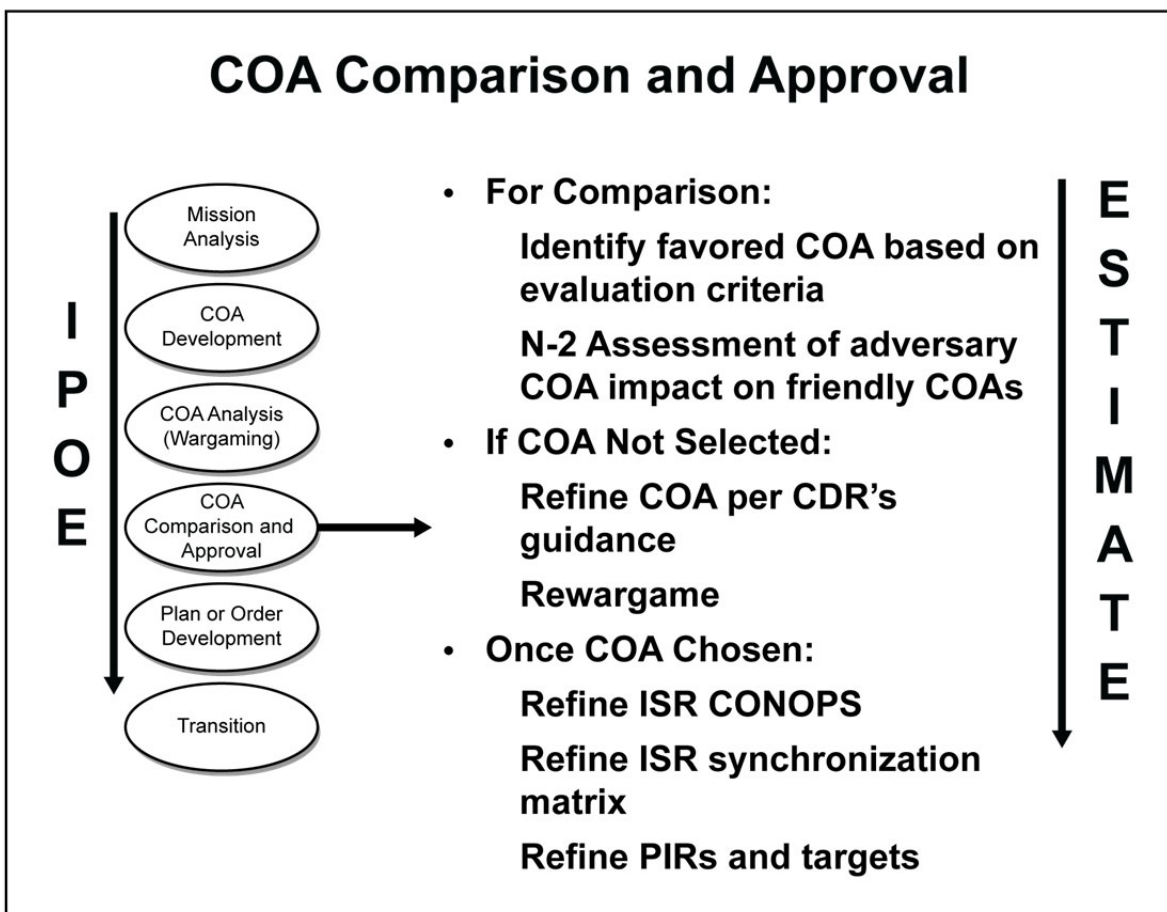 COA Comparison and Approval
IPOE
Mission
Analysis
COA
Development
COA Analysis
(Wargaming)
COA
Comparison and
Approval
Plan or Order
Development
Transition
• For Comparison:
Identify favored COA based on
evaluation criteria
N-2 Assessment of adversary
COA impact on friendly COAs
• If COA Not Selected:
Refine COA per CDR’s
guidance
Rewargame
• Once COA Chosen:
Refine ISR CONOPS
Refine ISR synchronization
matrix
Refine PIRs and targets
ESTIMATE